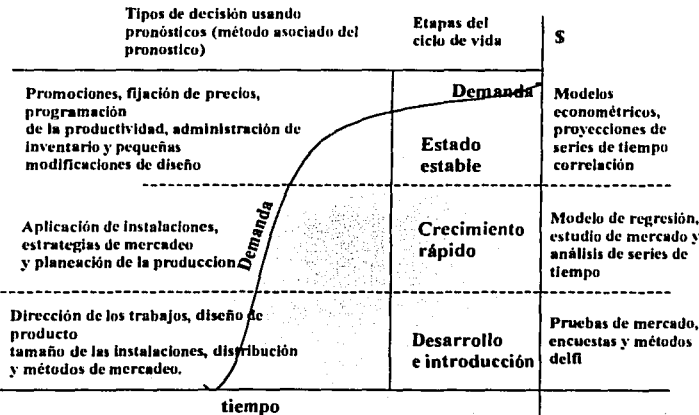 Tipos de decisión usando
pronósticos (método asociado del
pronostico)
Etapas del
ciclo de vida
$
Promociones, fijación de precios,
programación
de la productividad, administración de
inventario y pequeñas
modificaciones de diseño
Demanda
Estado
estable
Modelos
econométricos,
proyecciones de
series de tiempo
correlación
Aplicación de instalaciones,
estrategias de mercadeo
y planeación de la produccion
Demanda
Crecimiento
rápido
Modelo de regresión,
estudio de mercado y
análisis de series de
tiempo
Dirección de los trabajos, diseño de
producto
tamaño de las instalaciones, distribución
y métodos de mercadeo.
Desarrollo
e introducción
Pruebas de mercado,
encuestas y métodos
delfi
tiempo